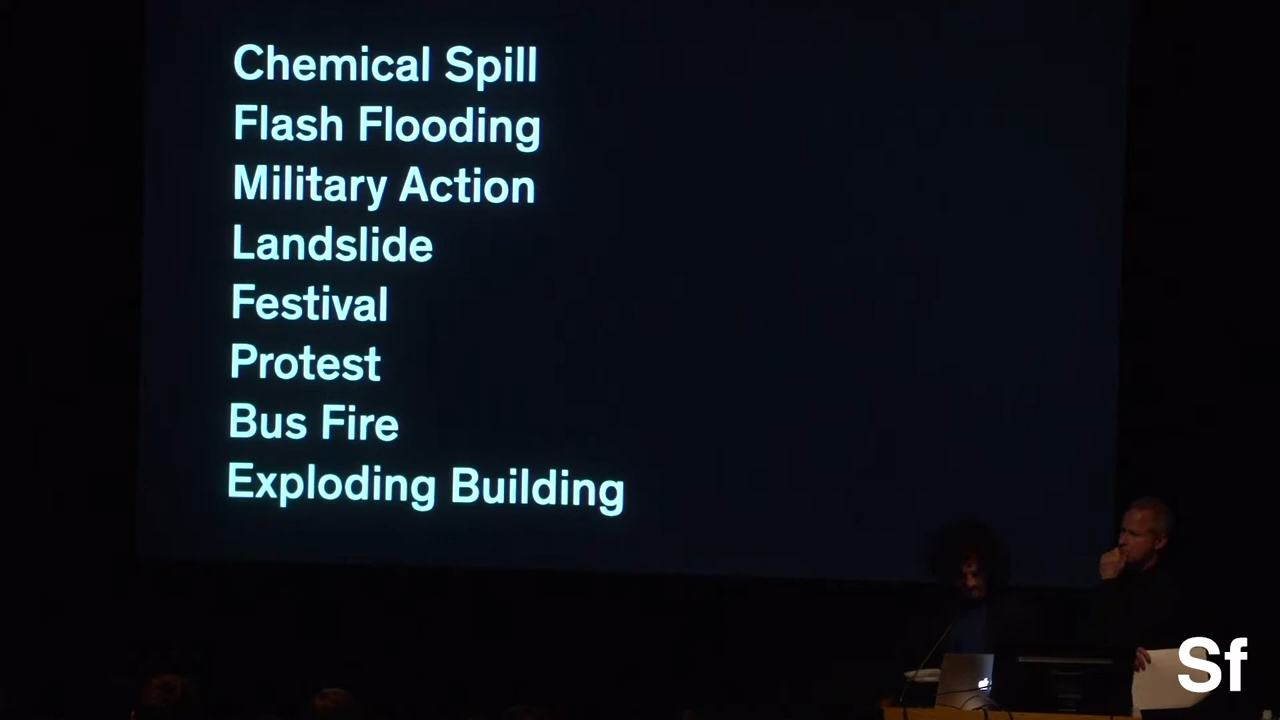 Chemical Spill
Flash Flooding
Military Action
Landslide
Festival
Protest
Bus Fire
Exploding Building
Sf